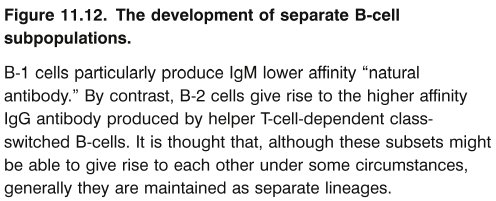 Figure 11.12. The development of separate B-cell
subpopulations.
B-1 cells particularly produce IgM lower affinity “natural
antibody.” By contrast, B-2 cells give rise to the higher affinity
IgG antibody produced by helper T-cell-dependent class-
switched B-cells. It is thought that, although these subsets might
be able to give rise to each other under some circumstances,
generally they are maintained as separate lineages.